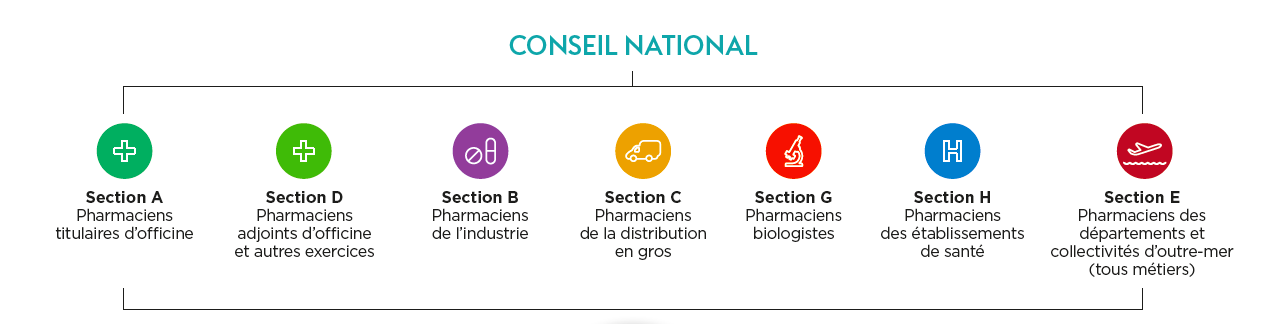 CONSEIL NATIONAL
Section A
Pharmaciens
titulaires d’officine
Section D
Pharmaciens
adjoints d’officine
et autres exercices
Section B
Pharmaciens
de l’industrie
Section C
Pharmaciens
de la distribution
en gros
Section G
Pharmaciens
biologistes
Section H
Pharmaciens
des établissements
de santé
Section E
Pharmaciens des
départements et
collectivités d’outre-mer
(tous métiers)